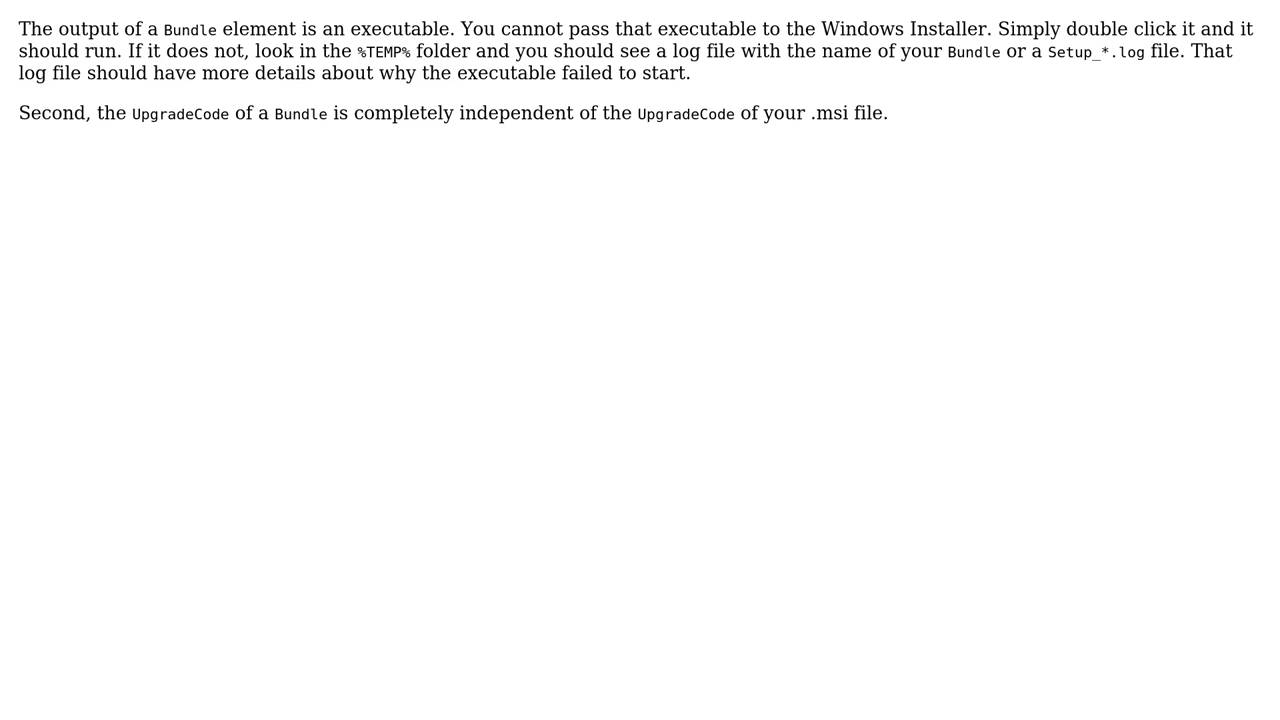 The output of a Bundle element is an executable. You cannot pass that executable to the Windows Installer. Simply double click it and it
should run. If it does not, look in the %TEMP% folder and you should see a log file with the name of your Bundle or a Setup_*.log file. That
log file should have more details about why the executable failed to start.
Second, the UpgradeCode of a Bundle is completely independent of the UpgradeCode of your .msi file.